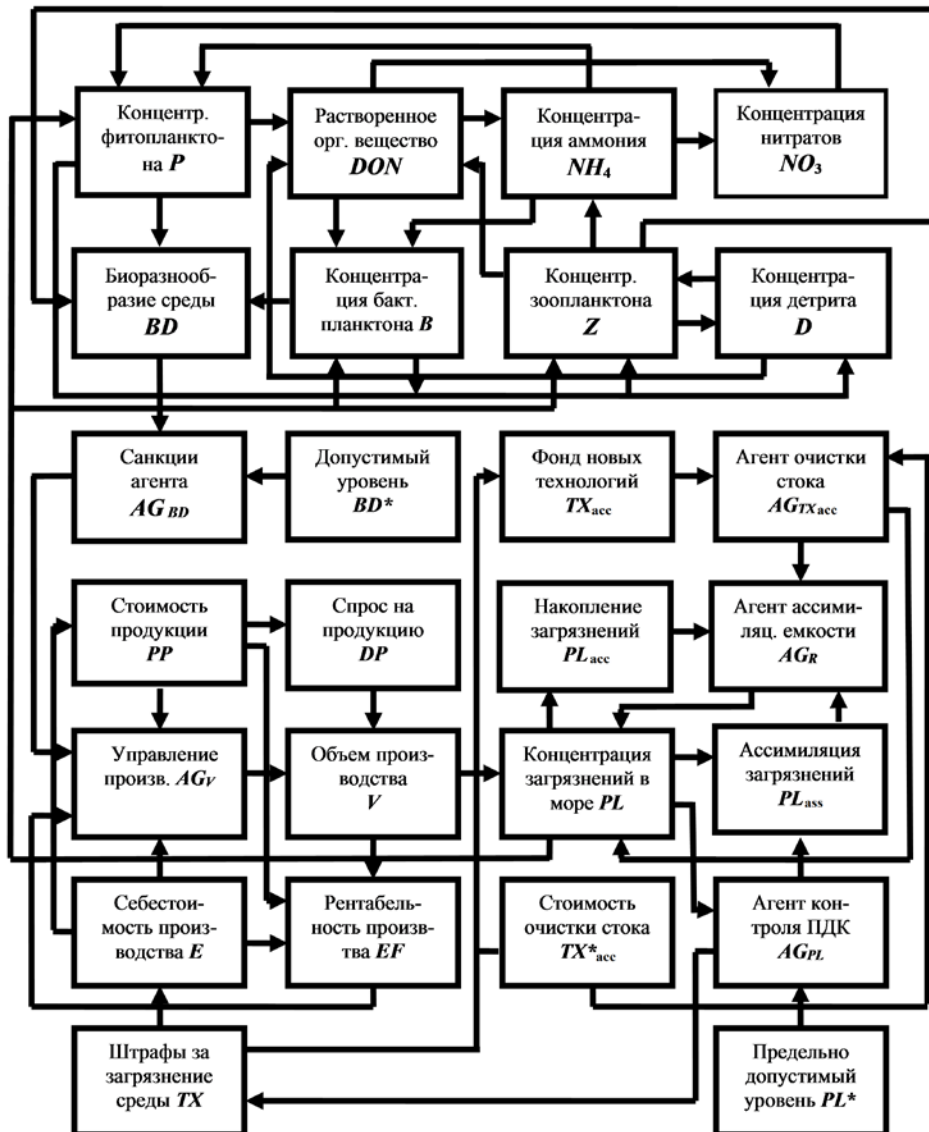 Концентр.
фитопланкто-
на P
Растворенное
орг. вещество
DON
Концентра-
ция аммония
NH₄
Концентрация
нитратов
NO₃
Биоразнооб-
разие среды
BD
Концентра-
ция бакт.
планктона B
Концентр.
зоопланктона
Z
Концентра-
ция детрита
D
Санкции
агента
AG BD
Допустимый
уровень
BD*
Фонд новых
технологий
TXacc
Агент очистки
стока
AGTXacc
Стоимость
продукции
PP
Спрос на
продукцию
DP
Накопление
загрязнений
PLacc
Агент ассими-
ляц. емкости
AGR
Управление
произв. AGV
Объем произ-
водства
V
Концентрация
загрязнений в
море PL
Ассимиляция
загрязнений
PLass
Себестои-
мость произ-
водства E
Рентабель-
ность произв-
тва EF
Стоимость
очистки стока
TX*acc
Агент кон-
троля ПДК
AGPL
Штрафы за
загрязнение
среды TX
Предельно
допустимый
уровень PL*